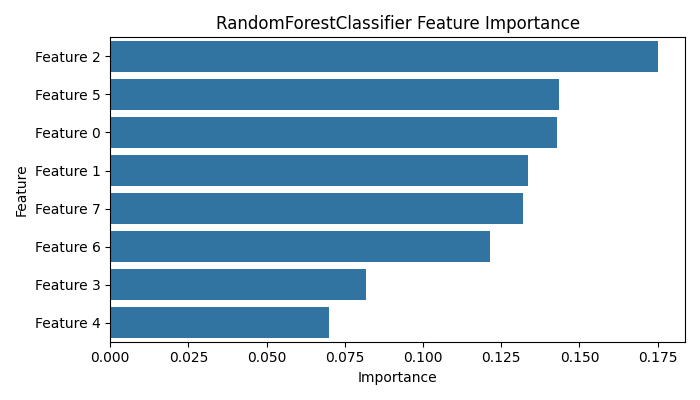 RandomForestClassifier Feature Importance
Feature 2
Feature 5
Feature 0
Feature 1
Feature 7
Feature 6
Feature 3
Feature 4
Feature
0.000 0.025 0.050 0.075 0.100 0.125 0.150 0.175
Importance